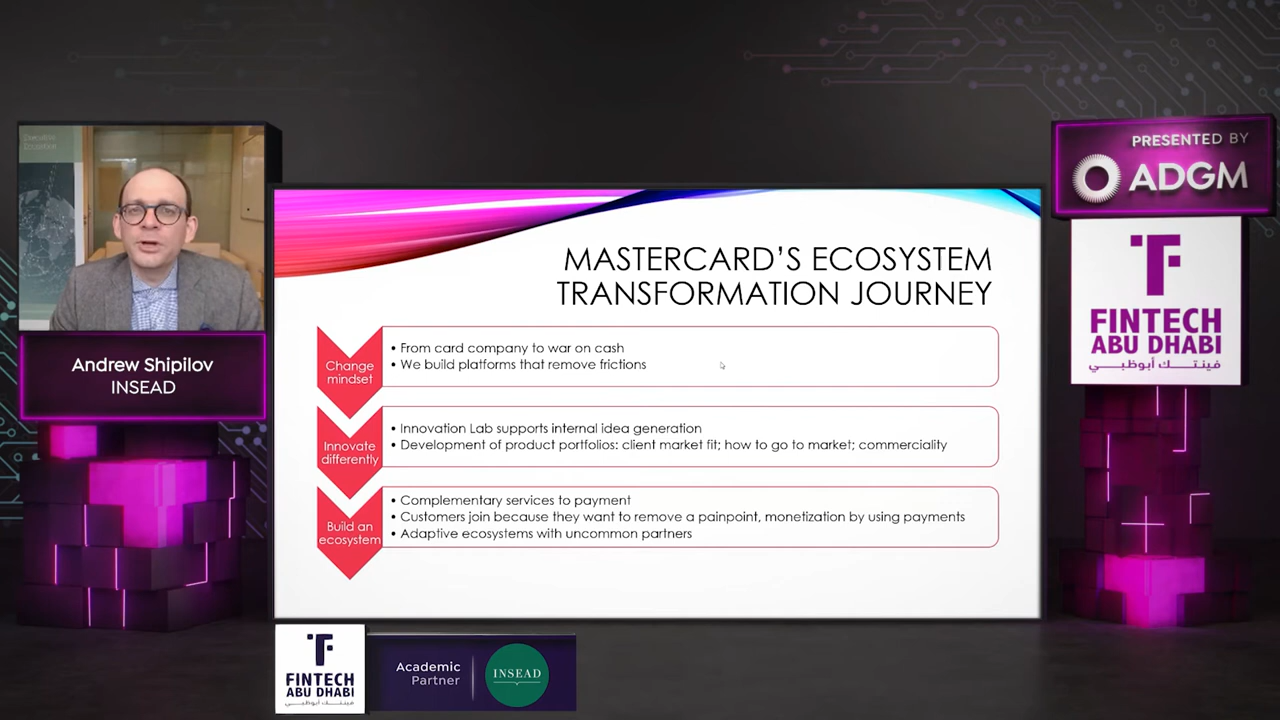 Andrew Shipilov
INSEAD
MASTERCARD'S ECOSYSTEM
TRANSFORMATION JOURNEY
Change
mindset
• From card company to war on cash
• We build platforms that remove frictions
Innovate
differently
• Innovation Lab supports internal idea generation
• Development of product portfolios: client market fit; how to go to market; commerciality
Build an
ecosystem
• Complementary services to payment
• Customers join because they want to remove a painpoint, monetization by using payments
• Adaptive ecosystems with uncommon partners
PRESENTED BY
ADGM
FINTECH
ABU DHABI
فينتك أبوظبي
FINTECH
ABU DHABI
فينتك أبوظبي
Academic
Partner
INSEAD